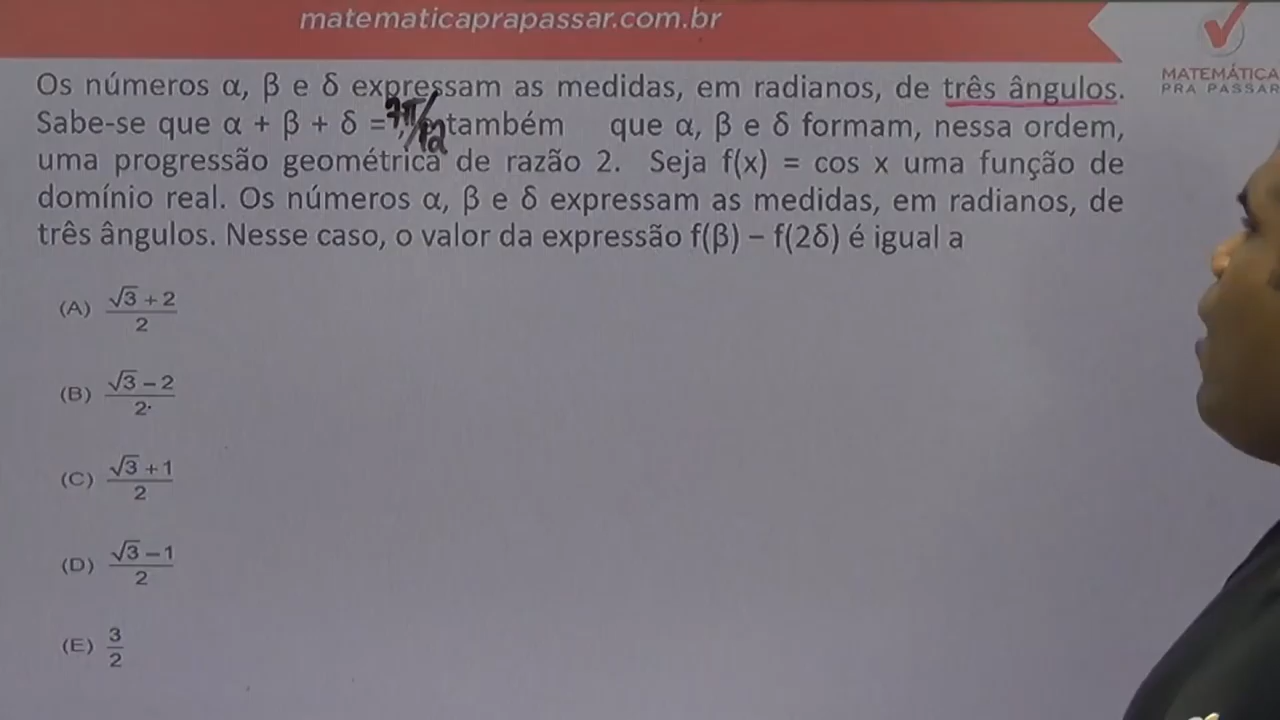 matematicaprapassar.com.br
MATEMÁTICA
PRA PASSAR
Os números α, β e δ expressam as medidas, em radianos, de três ângulos.
Sabe-se que α + β + δ = 7π/12 também que α, β e δ formam, nessa ordem,
uma progressão geométrica de razão 2. Seja f(x) = cos x uma função de
domínio real. Os números α, β e δ expressam as medidas, em radianos, de
três ângulos. Nesse caso, o valor da expressão f(β) – f(2δ) é igual a
(A) (√3 + 2)/2
(B) (√3 – 2)/2.
(C) (√3 + 1)/2
(D) (√3 – 1)/2
(E) 3/2